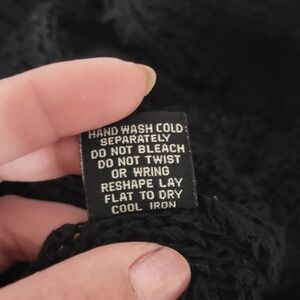 HAND WASH COLD:
SEPARATELY
DO NOT BLEACH
DO NOT TWIST
OR WRING
RESHAPE LAY
FLAT TO DRY
COOL IRON